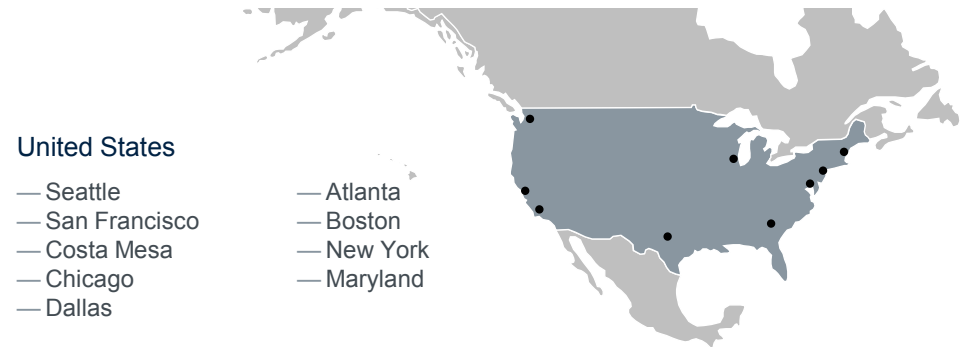 United States
— Seattle
— San Francisco
— Costa Mesa
— Chicago
— Dallas
— Atlanta
— Boston
— New York
— Maryland